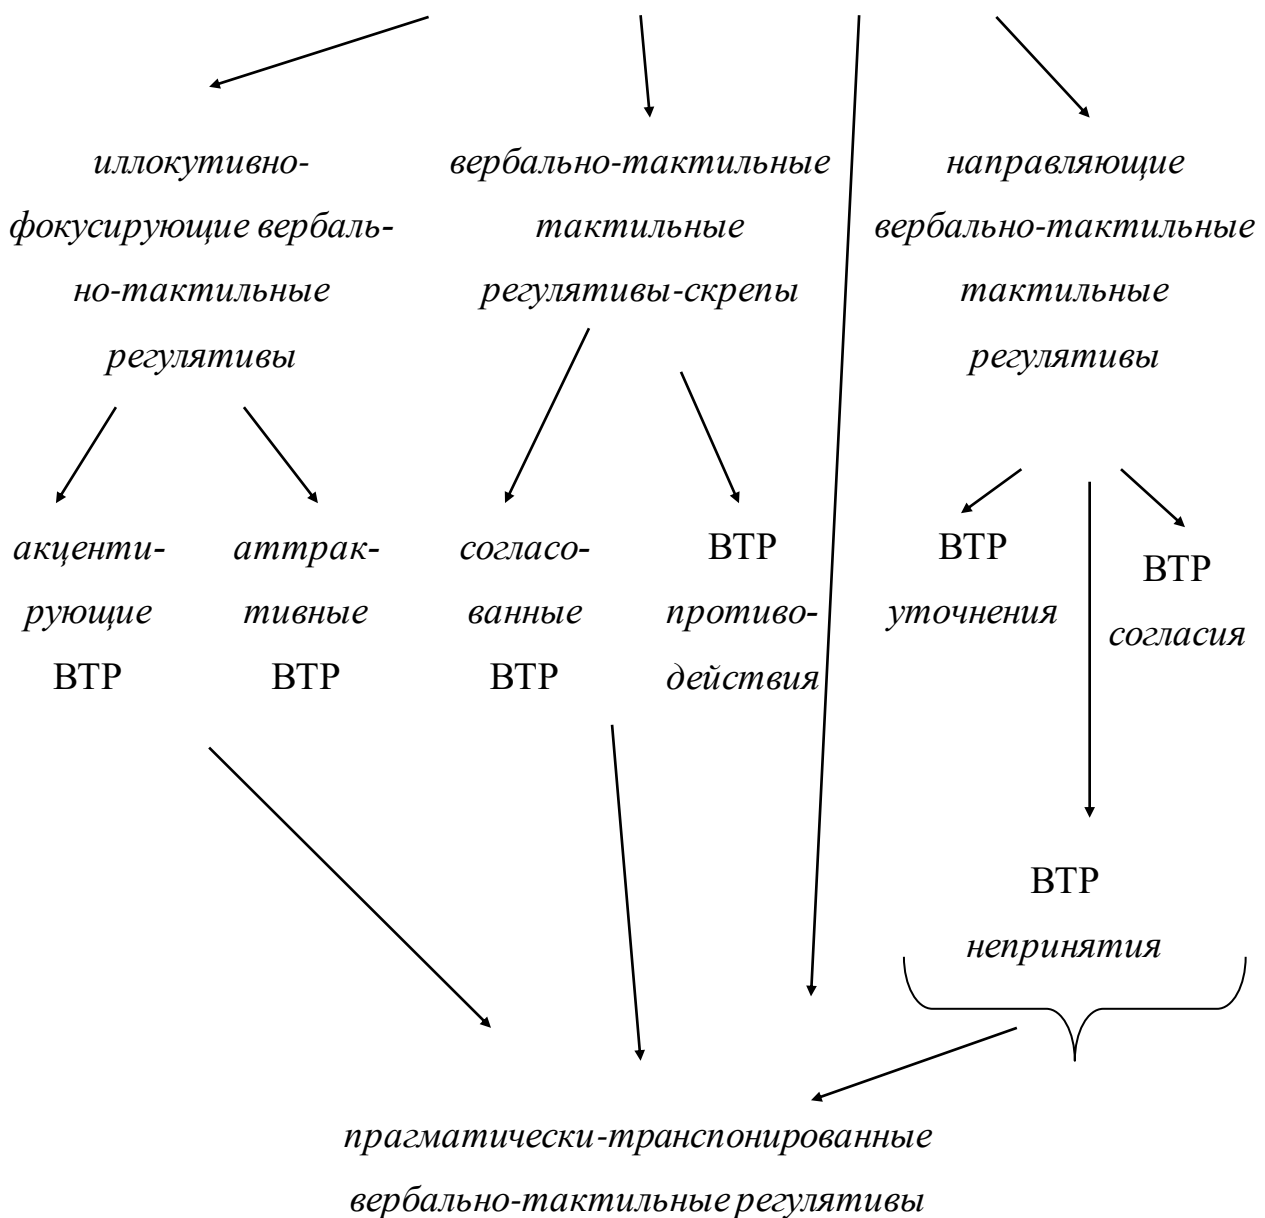 иллокутивно-
фокусирующие вербаль-
но-тактильные
регулятивы
вербально-тактильные
тактильные
регулятивы-скрепы
направляющие
вербально-тактильные
тактильные
регулятивы
акценти-
рующие
ВТР
аттрак-
тивные
ВТР
согласо-
ванные
ВТР
ВТР
противо-
действия
ВТР
уточнения
ВТР
согласия
ВТР
непринятия
прагматически-транспонированные
вербально-тактильные регулятивы